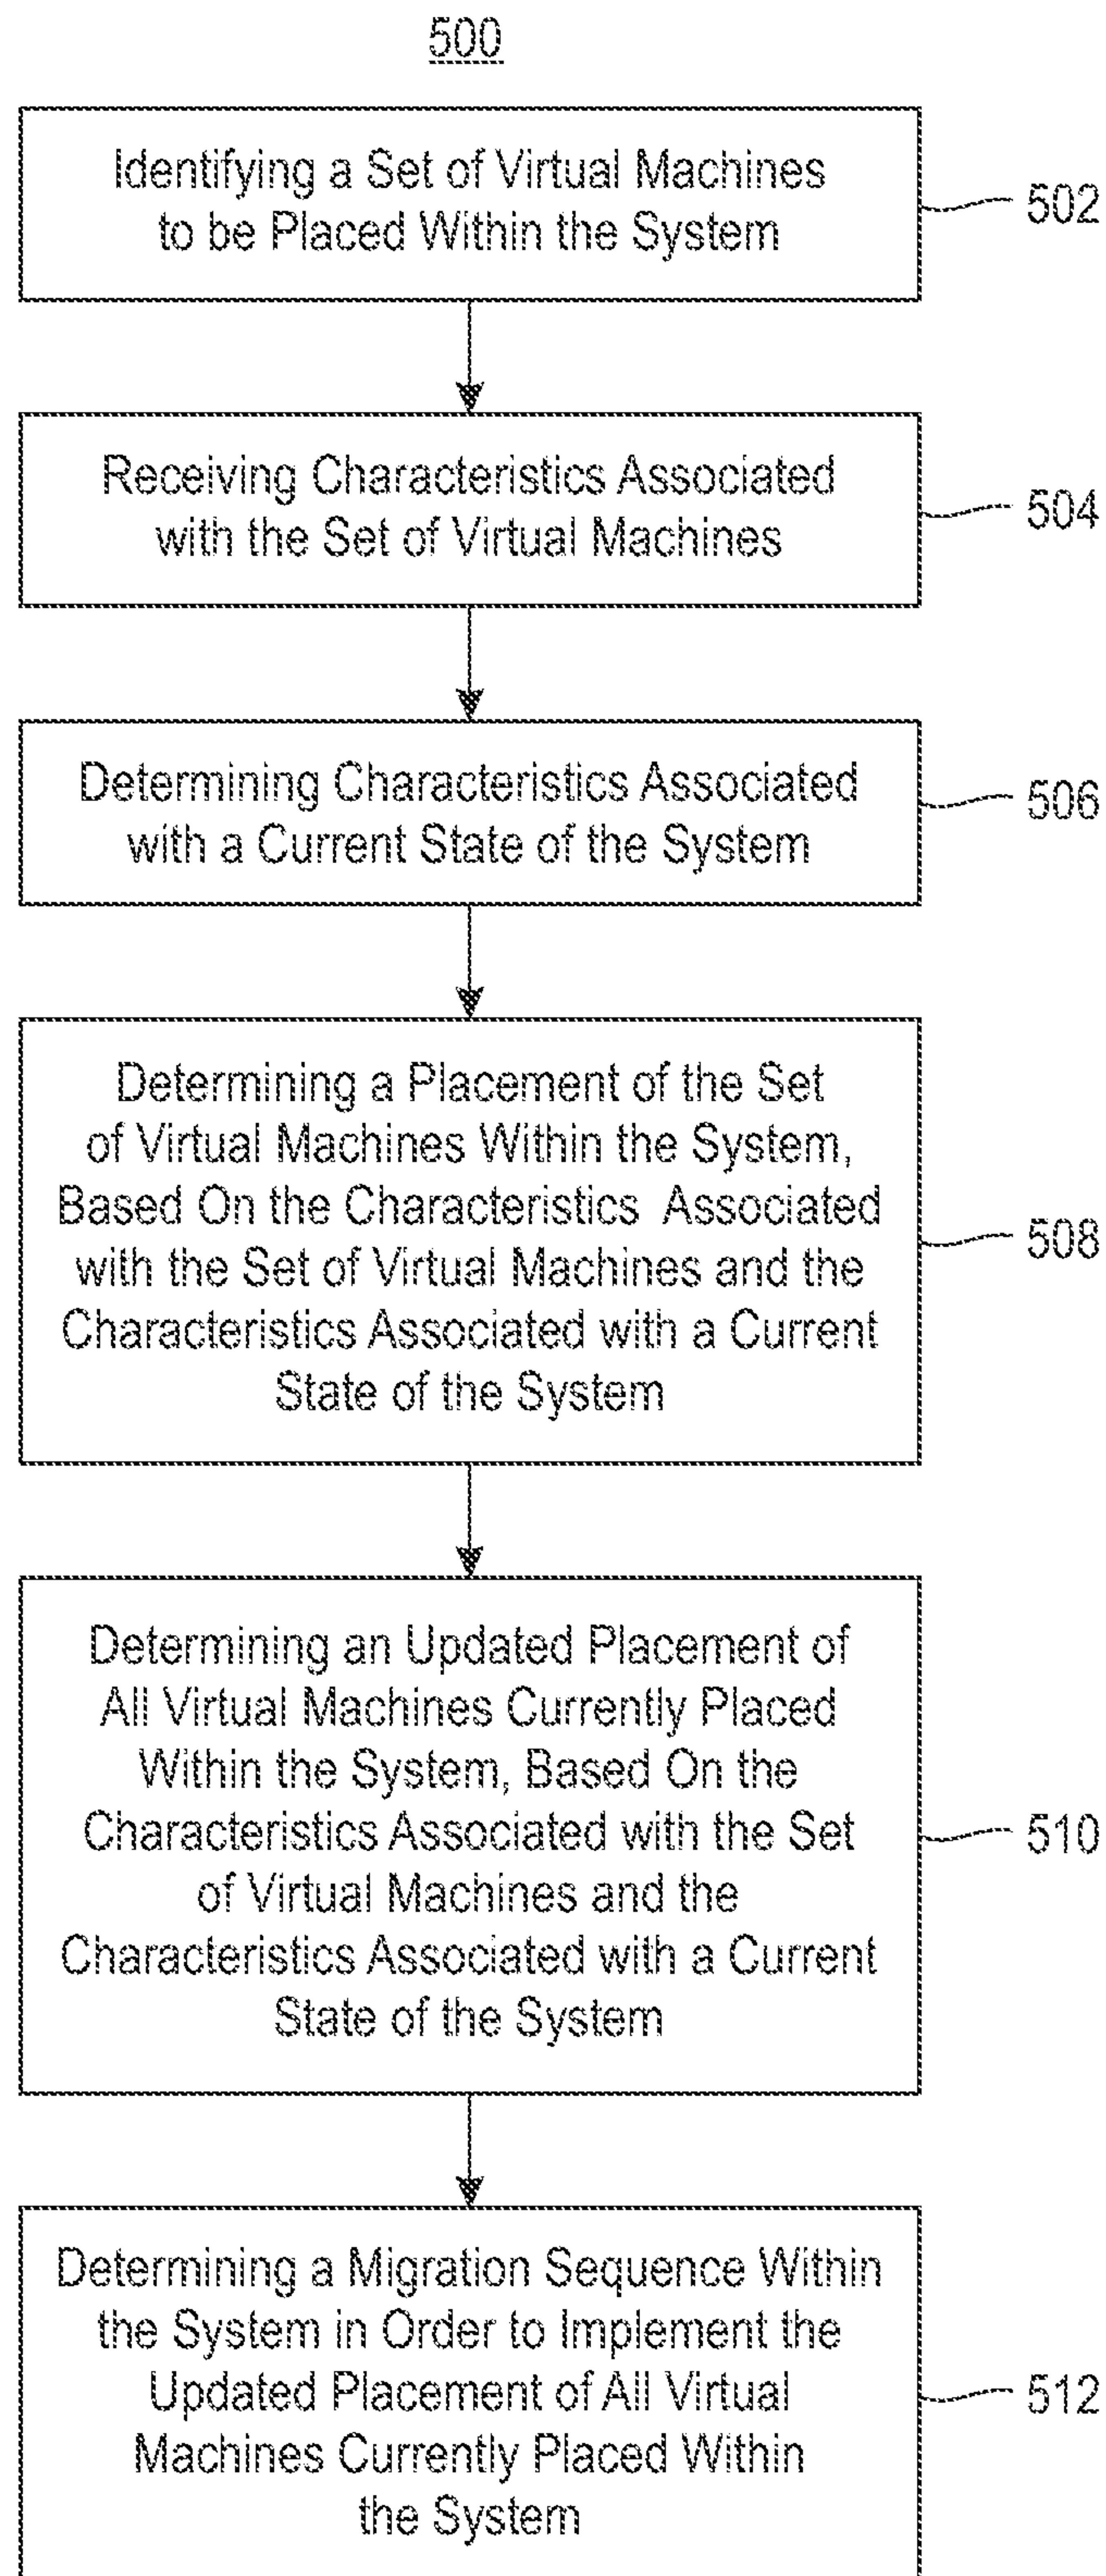 500
Identifying a Set of Virtual Machines
to be Placed Within the System
502
Receiving Characteristics Associated
with the Set of Virtual Machines
504
Determining Characteristics Associated
with a Current State of the System
506
Determining a Placement of the Set
of Virtual Machines Within the System,
Based On the Characteristics Associated
with the Set of Virtual Machines and the
Characteristics Associated with a Current
State of the System
508
Determining an Updated Placement of
All Virtual Machines Currently Placed
Within the System, Based On the
Characteristics Associated with the Set
of Virtual Machines and the
Characteristics Associated with a Current
State of the System
510
Determining a Migration Sequence Within
the System in Order to Implement the
Updated Placement of All Virtual
Machines Currently Placed Within
the System
512